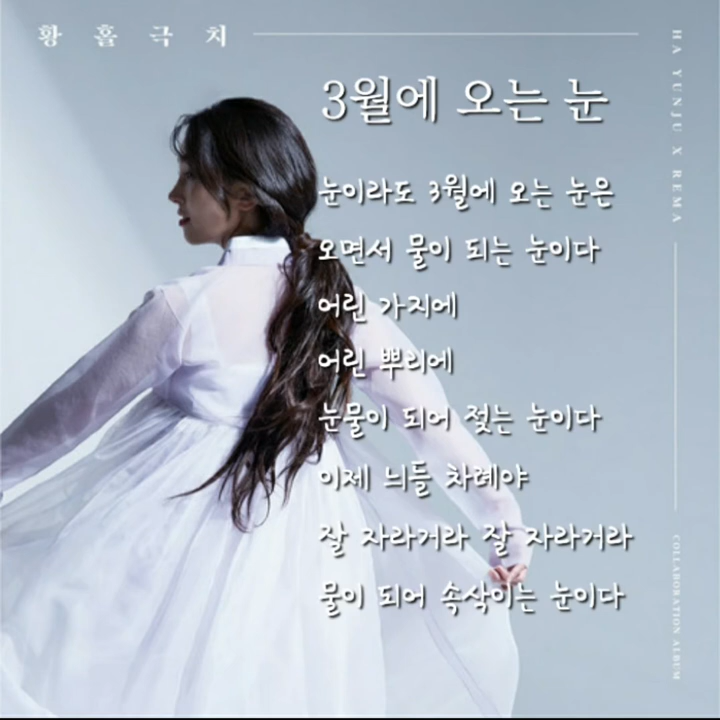 황홀극치
3월에 오는 눈
눈이라도 3월에 오는 눈은
오면서 물이 되는 눈이다
어린 가지에
어린 뿌리에
눈물이 되어 젖는 눈이다
이제 늬들 차례야
잘 자라거라 잘 자라거라
물이 되어 속삭이는 눈이다
HA YUNJU X REMA
COLLABORATION ALBUM